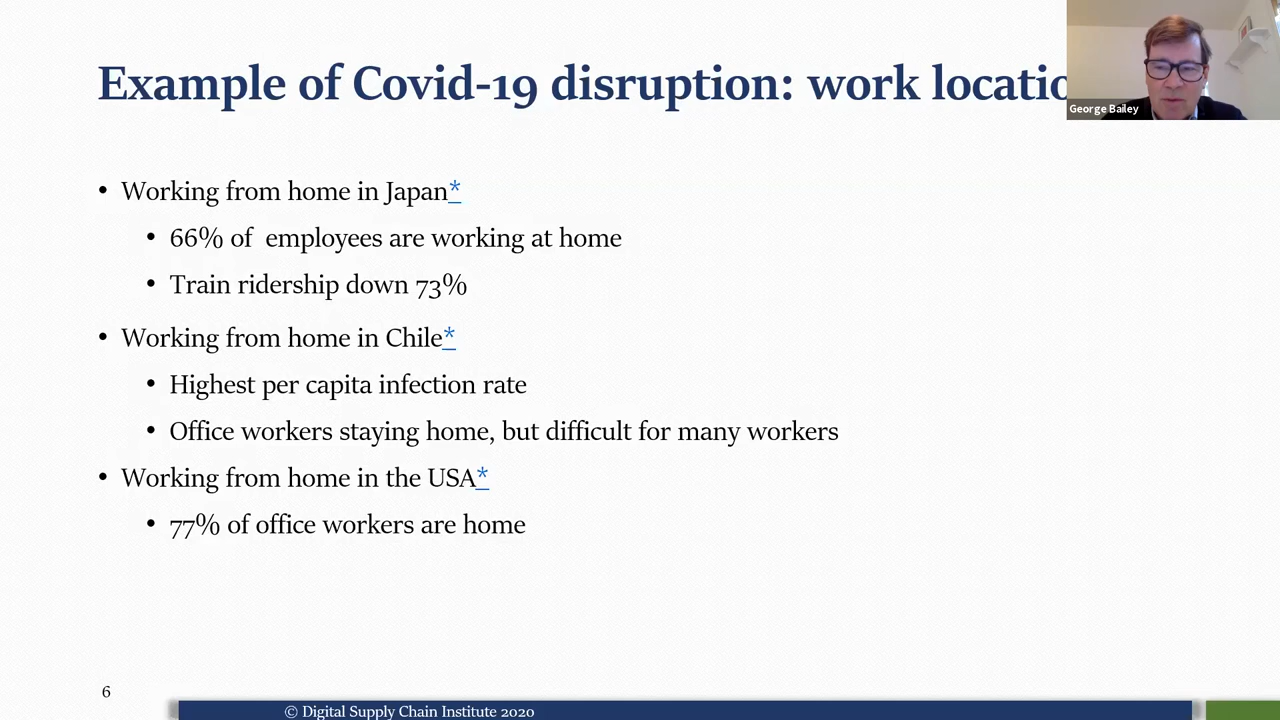 Example of Covid-19 disruption: work locatio
George Bailey
• Working from home in Japan*
• 66% of  employees are working at home
• Train ridership down 73%
• Working from home in Chile*
• Highest per capita infection rate
• Office workers staying home, but difficult for many workers
• Working from home in the USA*
• 77% of office workers are home
6
© Digital Supply Chain Institute 2020